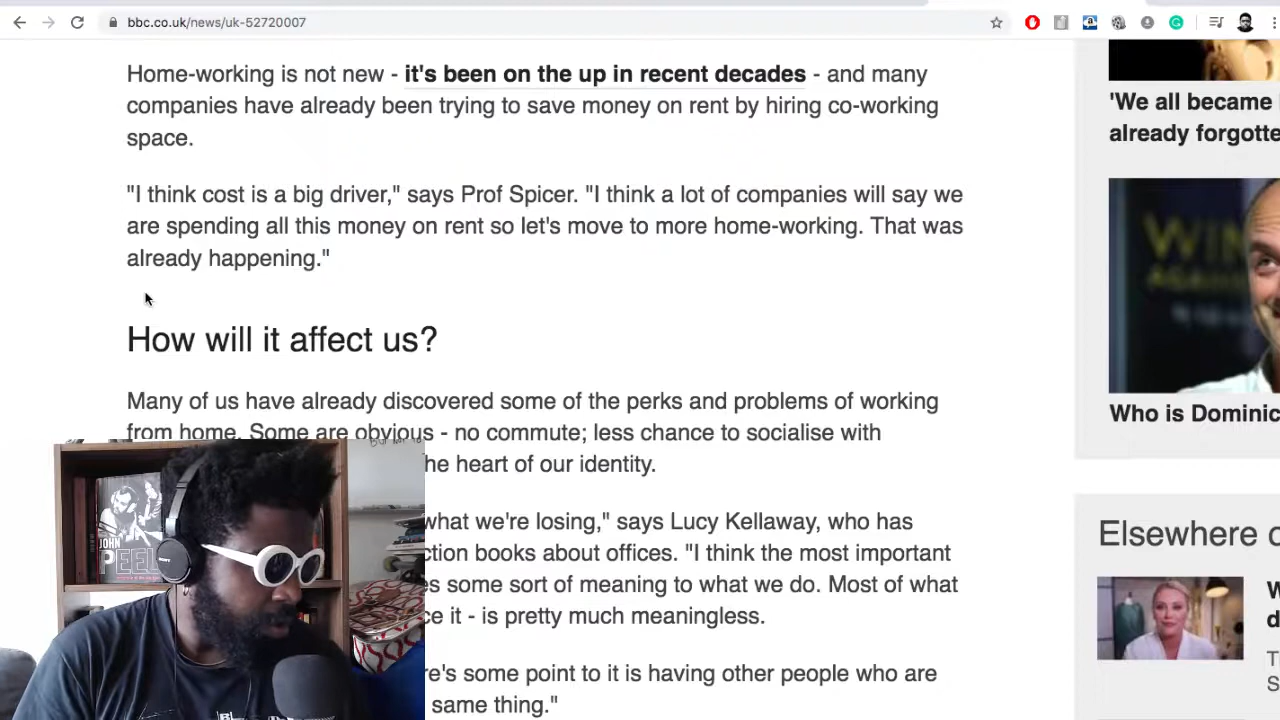 bbc.co.uk/news/uk-52720007
Home-working is not new - it's been on the up in recent decades - and many
companies have already been trying to save money on rent by hiring co-working
space.
"I think cost is a big driver," says Prof Spicer. "I think a lot of companies will say we
are spending all this money on rent so let's move to more home-working. That was
already happening."
How will it affect us?
Many of us have already discovered some of the perks and problems of working
from home. Some are obvious - no commute; less chance to socialise with
he heart of our identity.
what we're losing," says Lucy Kellaway, who has
ction books about offices. "I think the most important
es some sort of meaning to what we do. Most of what
ce it - is pretty much meaningless.
re's some point to it is having other people who are
same thing."
'We all became
already forgotte
WIN
AGAIN
Who is Dominic
Elsewhere o
W
d
T
S
JOHN
PEEL
SONY